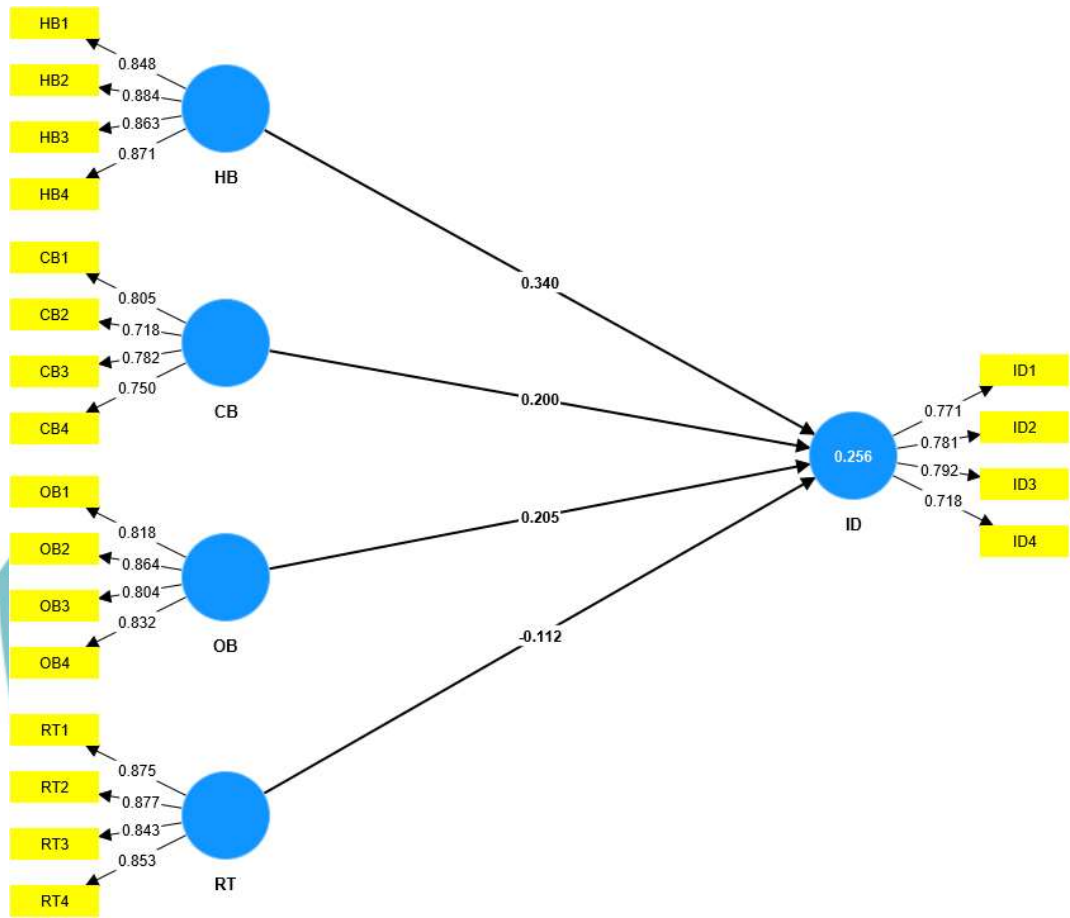 HB1
0.848
HB2
0.884
HB3
0.863
0.871
HB4
HB
CB1
0.805
CB2
0.718
CB3
0.782
0.750
CB4
CB
OB1
0.818
OB2
0.864
OB3
0.804
0.832
OB4
OB
RT1
0.875
RT2
0.877
RT3
0.843
0.853
RT4
RT
0.340
0.200
0.205
-0.112
0.256
ID
0.771
ID1
0.781
ID2
0.792
ID3
0.718
ID4